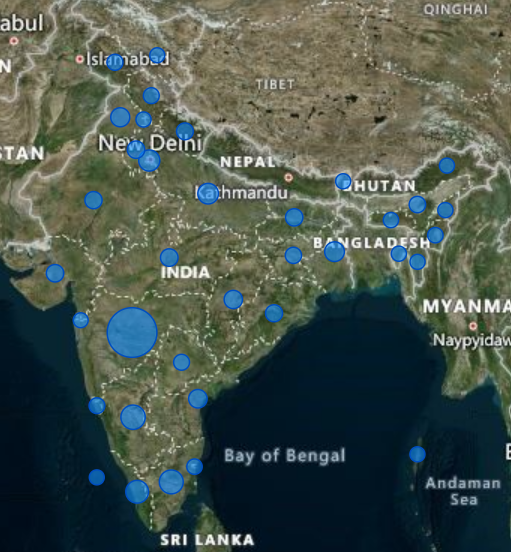 QINGHAI
abul
Islamabad
N
TIBET
New Delhi
STAN
NEPAL
Kathmandu
BHUTAN
BANGLADESH
INDIA
MYANMA
Naypyidaw
Bay of Bengal
Andaman
Sea
SRI LANKA